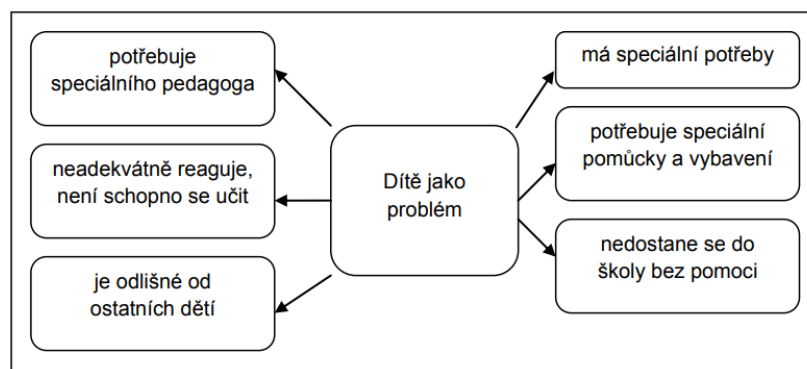 potřebuje
speciálního pedagoga
neadekvátně reaguje,
není schopno se učit
je odlišné od
ostatních dětí
Dítě jako
problém
má speciální potřeby
potřebuje speciální
pomůcky a vybavení
nedostane se do
školy bez pomoci